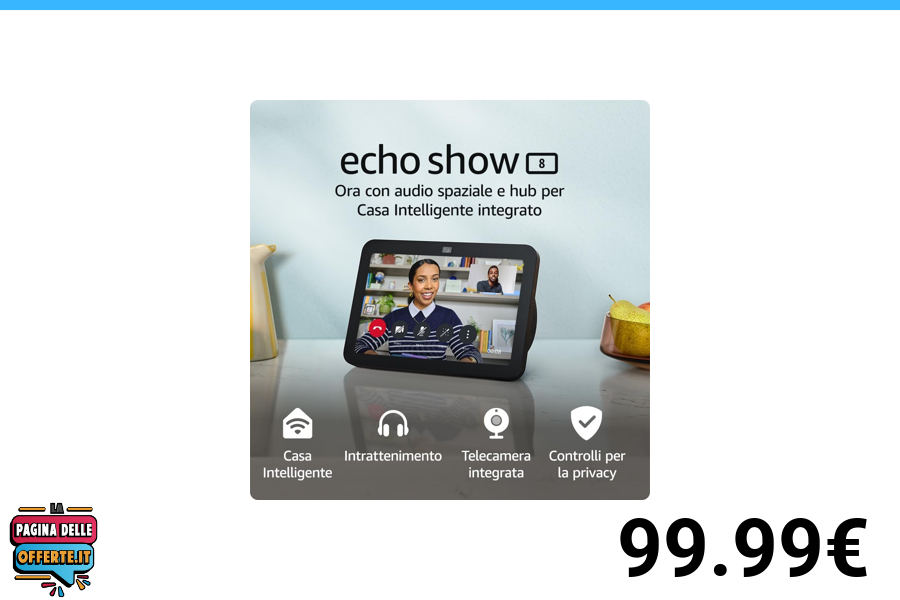 echo show 8
Ora con audio spaziale e hub per
Casa Intelligente integrato
Casa
Intelligente
Intrattenimento
Telecamera
integrata
Controlli per
la privacy
LA
PAGINA DELLE
OFFERTE.IT
99.99€